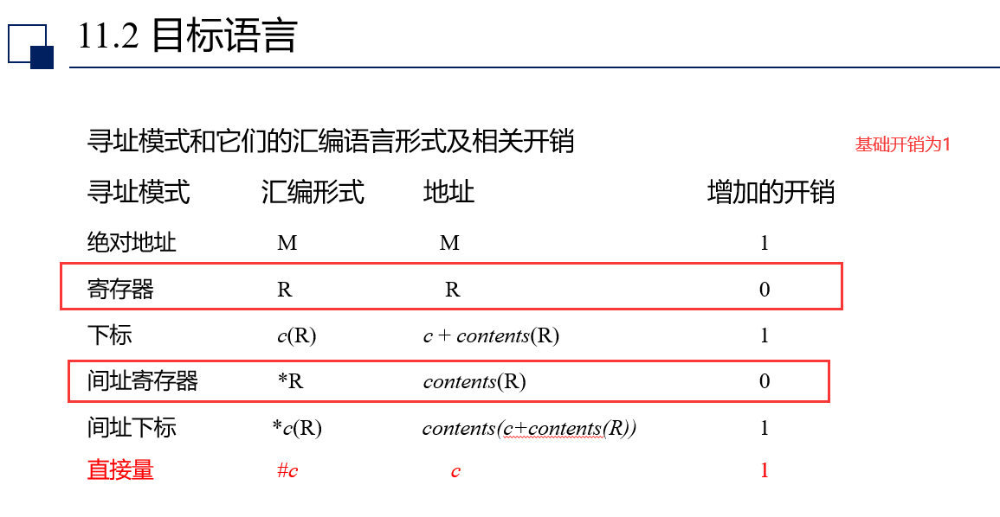 11.2 目标语言
寻址模式和它们的汇编语言形式及相关开销
基础开销为1
寻址模式 汇编形式 地址 增加的开销
绝对地址 M M 1
寄存器 R R 0
下标 c(R) c + contents(R) 1
间址寄存器 *R contents(R) 0
间址下标 *c(R) contents(c+contents(R)) 1
直接量 #c c 1